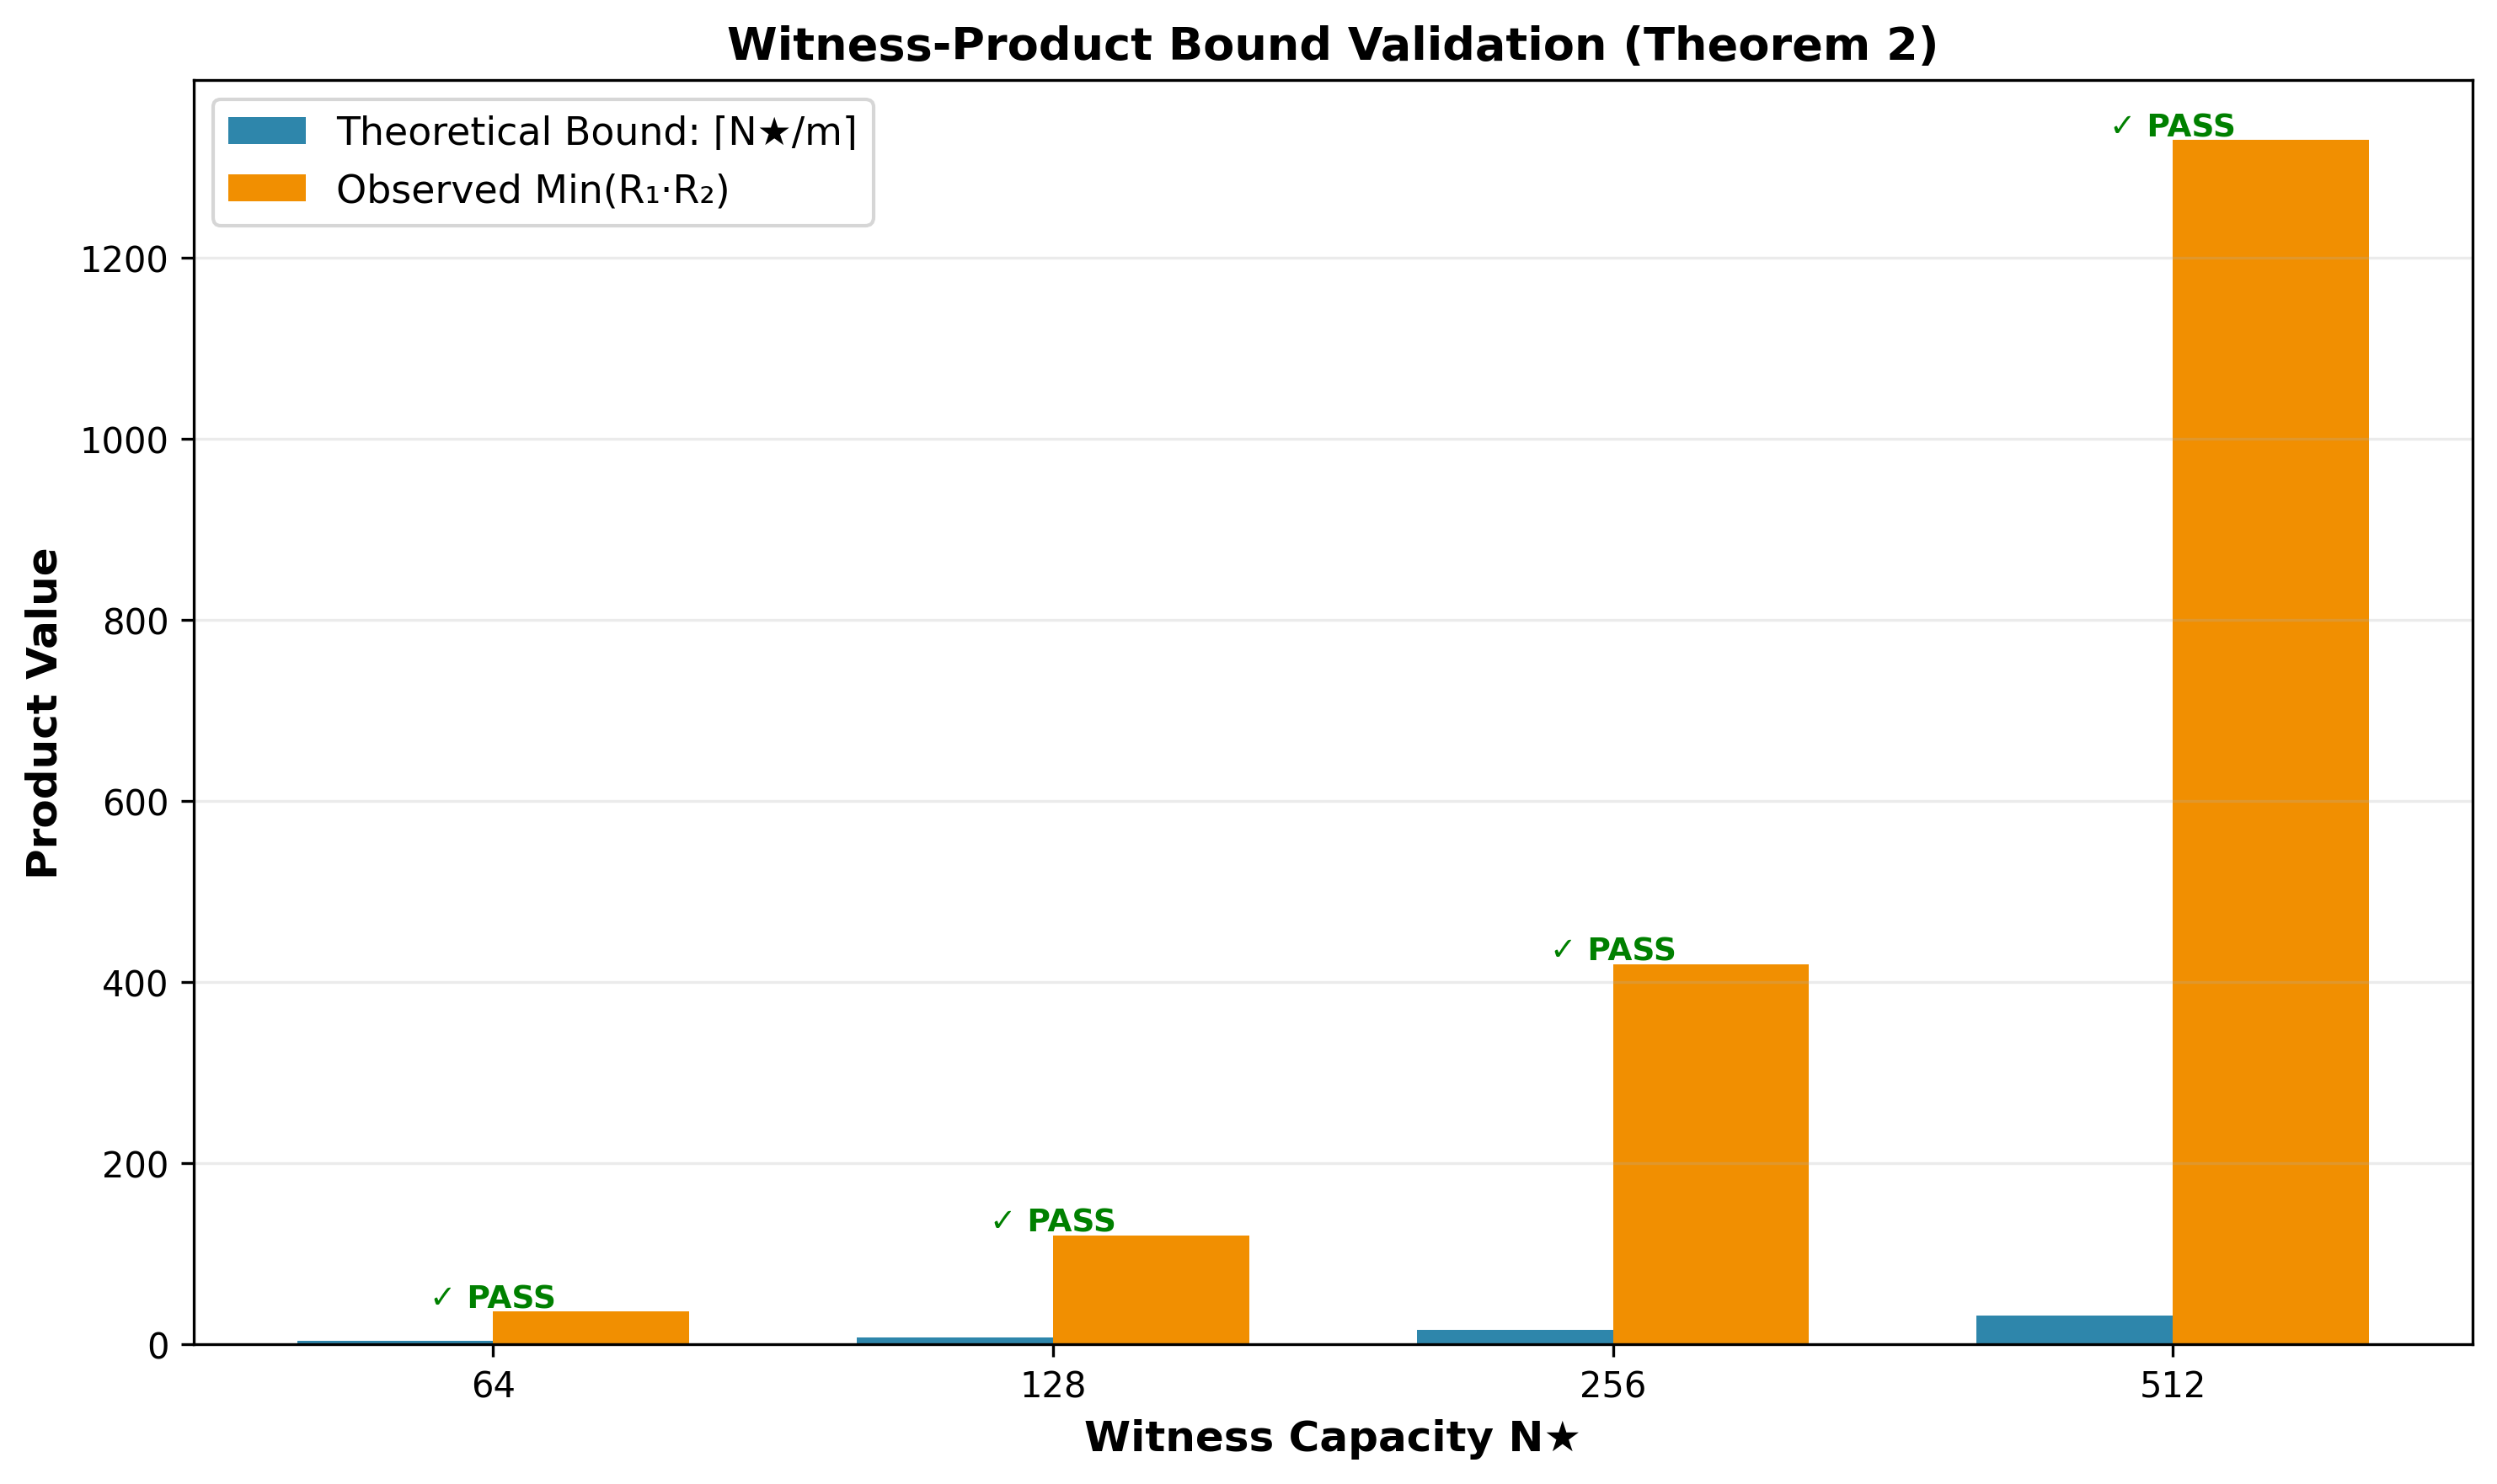 Witness-Product Bound Validation (Theorem 2)
Theoretical Bound: ⌈N★/m⌉
Observed Min(R₁·R₂)
✓ PASS
1200
1000
800
Product Value
600
✓ PASS
400
200
✓ PASS
✓ PASS
0
64
128
256
512
Witness Capacity N★